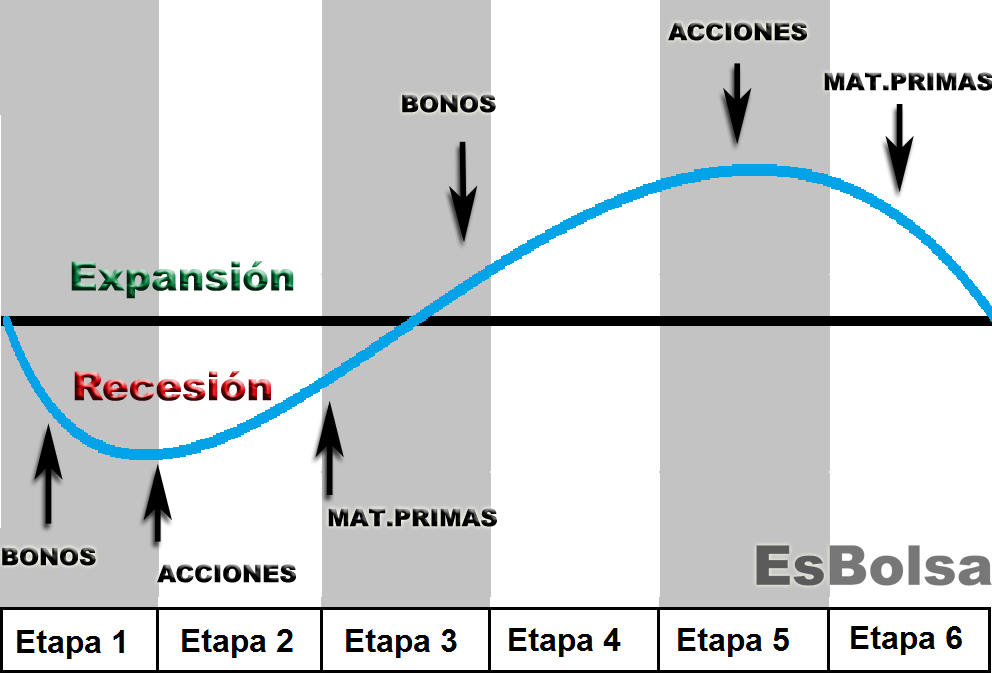 ACCIONES
MAT.PRIMAS
BONOS
Expansión
Recesión
MAT.PRIMAS
BONOS
ACCIONES
EsBolsa
Etapa 1
Etapa 2
Etapa 3
Etapa 4
Etapa 5
Etapa 6